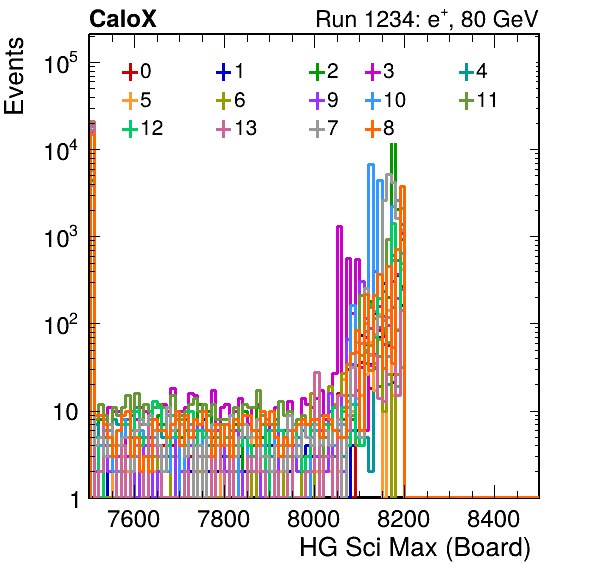 CaloX Run 1234: e⁺, 80 GeV
Events
10⁵
10⁴
10³
10²
10
1
0 1 2 3 4
5 6 9 10 11
12 13 7 8
7600 7800 8000 8200 8400
HG Sci Max (Board)